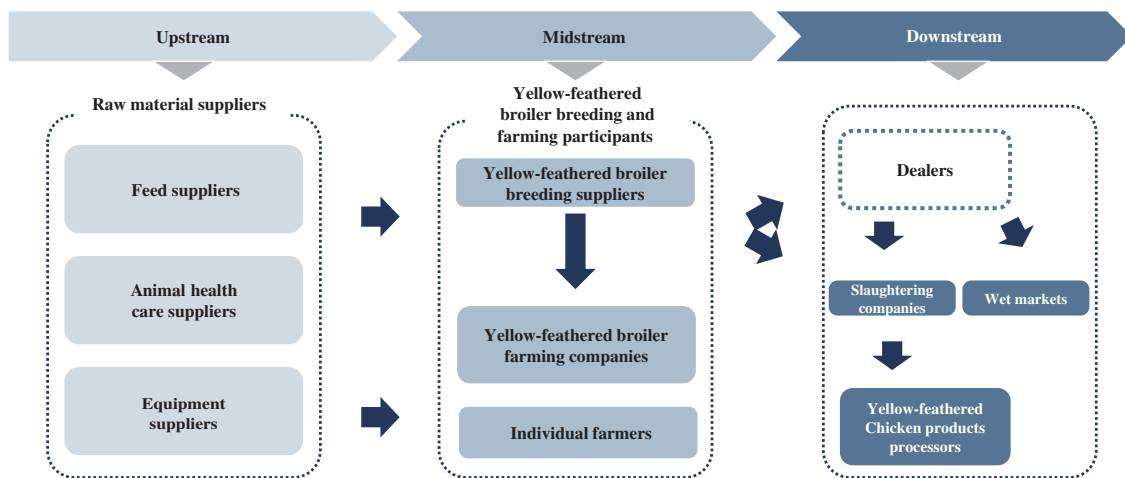 Upstream
Midstream
Downstream
Raw material suppliers
Feed suppliers
Animal health
care suppliers
Equipment
suppliers
Yellow-feathered
broiler breeding and
farming participants
Yellow-feathered broiler
breeding suppliers
Yellow-feathered broiler
farming companies
Individual farmers
Dealers
Slaughtering
companies
Wet markets
Yellow-feathered
Chicken products
processors